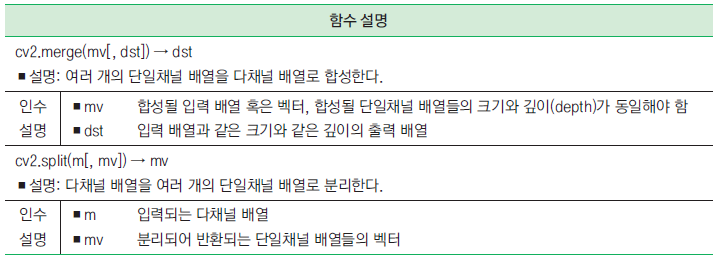 함수 설명
cv2.merge(mv[, dst]) → dst
■ 설명: 여러 개의 단일채널 배열을 다채널 배열로 합성한다.
인수 ■ mv 합성될 입력 배열 혹은 벡터, 합성될 단일채널 배열들의 크기와 깊이(depth)가 동일해야 함
설명 ■ dst 입력 배열과 같은 크기와 같은 깊이의 출력 배열
cv2.split(m[, mv]) → mv
■ 설명: 다채널 배열을 여러 개의 단일채널 배열로 분리한다.
인수 ■ m 입력되는 다채널 배열
설명 ■ mv 분리되어 반환되는 단일채널 배열들의 벡터